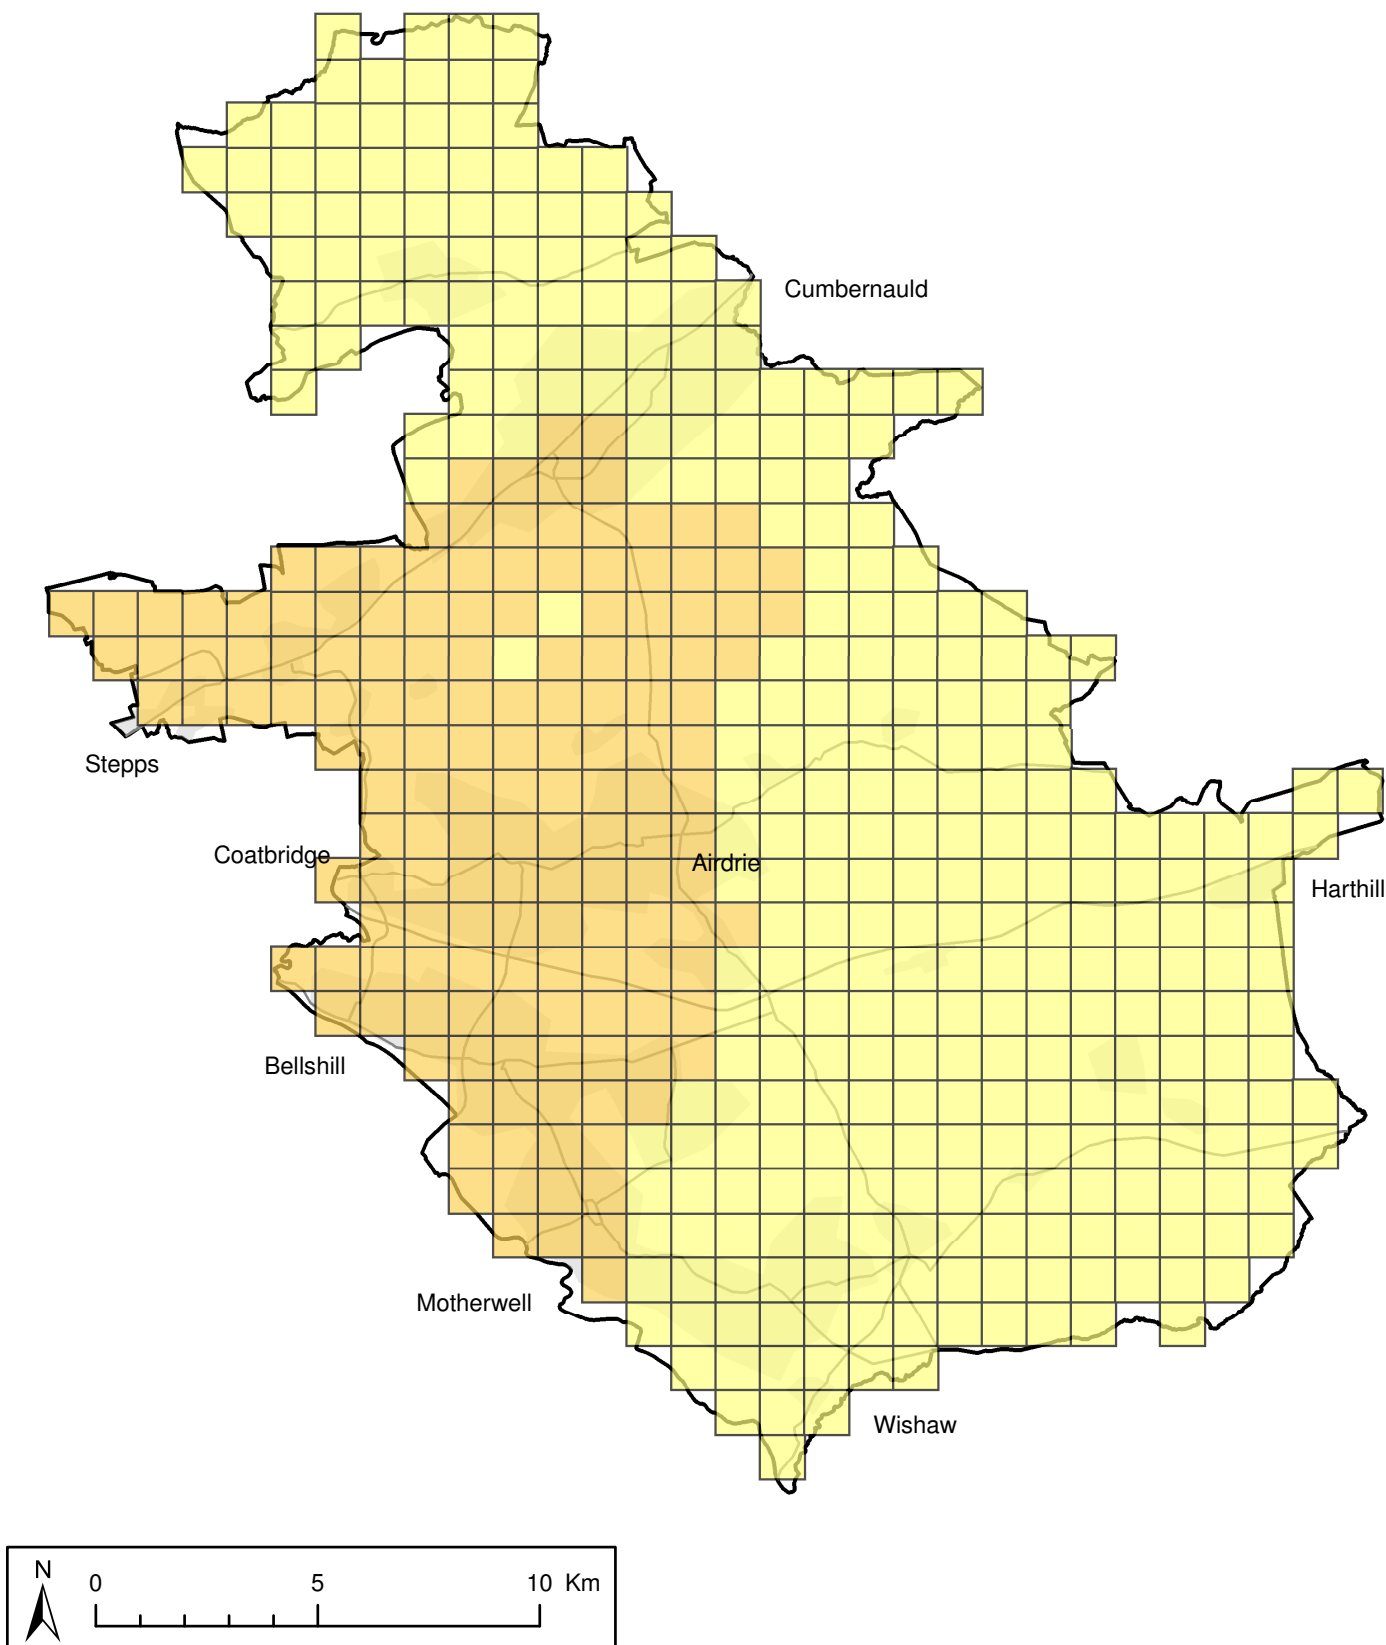 Cumbernauld
Stepps
Coatbridge
Airdrie
Harthill
Bellshill
Motherwell
Wishaw
N
0 5 10 Km